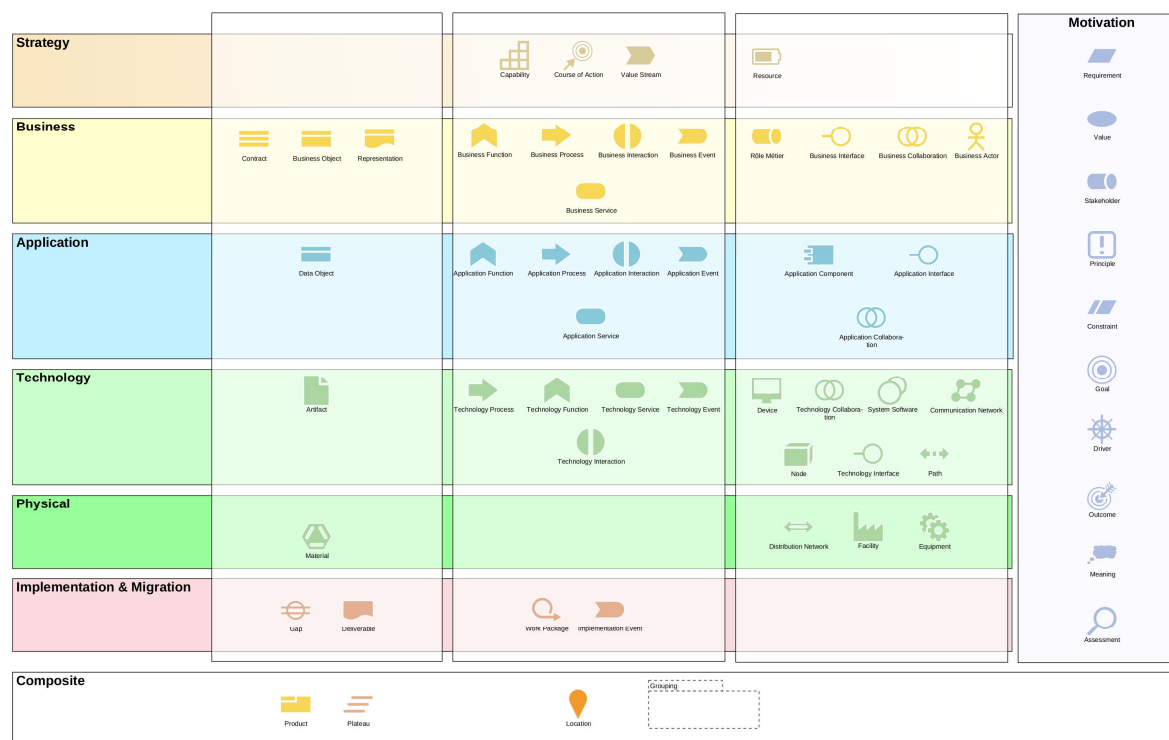 Motivation
Strategy
Capability
Course of Action
Value Stream
Resource
Requirement
Business
Contract
Business Object
Representation
Business Function
Business Process
Business Interaction
Business Event
Rôle Métier
Business Interface
Business Collaboration
Business Actor
Value
Business Service
Stakeholder
Application
Data Object
Application Function
Application Process
Application Interaction
Application Event
Application Component
Application Interface
Principle
Application Service
Application Collabora-
tion
Constraint
Technology
Artifact
Technology Process
Technology Function
Technology Service
Technology Event
Device
Technology Collabora-
tion
System Software
Communication Network
Goal
Technology Interaction
Node
Technology Interface
Path
Driver
Physical
Material
Distribution Network
Facility
Equipment
Outcome
Meaning
Implementation & Migration
Gap
Deliverable
Work Package
Implementation Event
Assessment
Composite
Product
Plateau
Location
Grouping